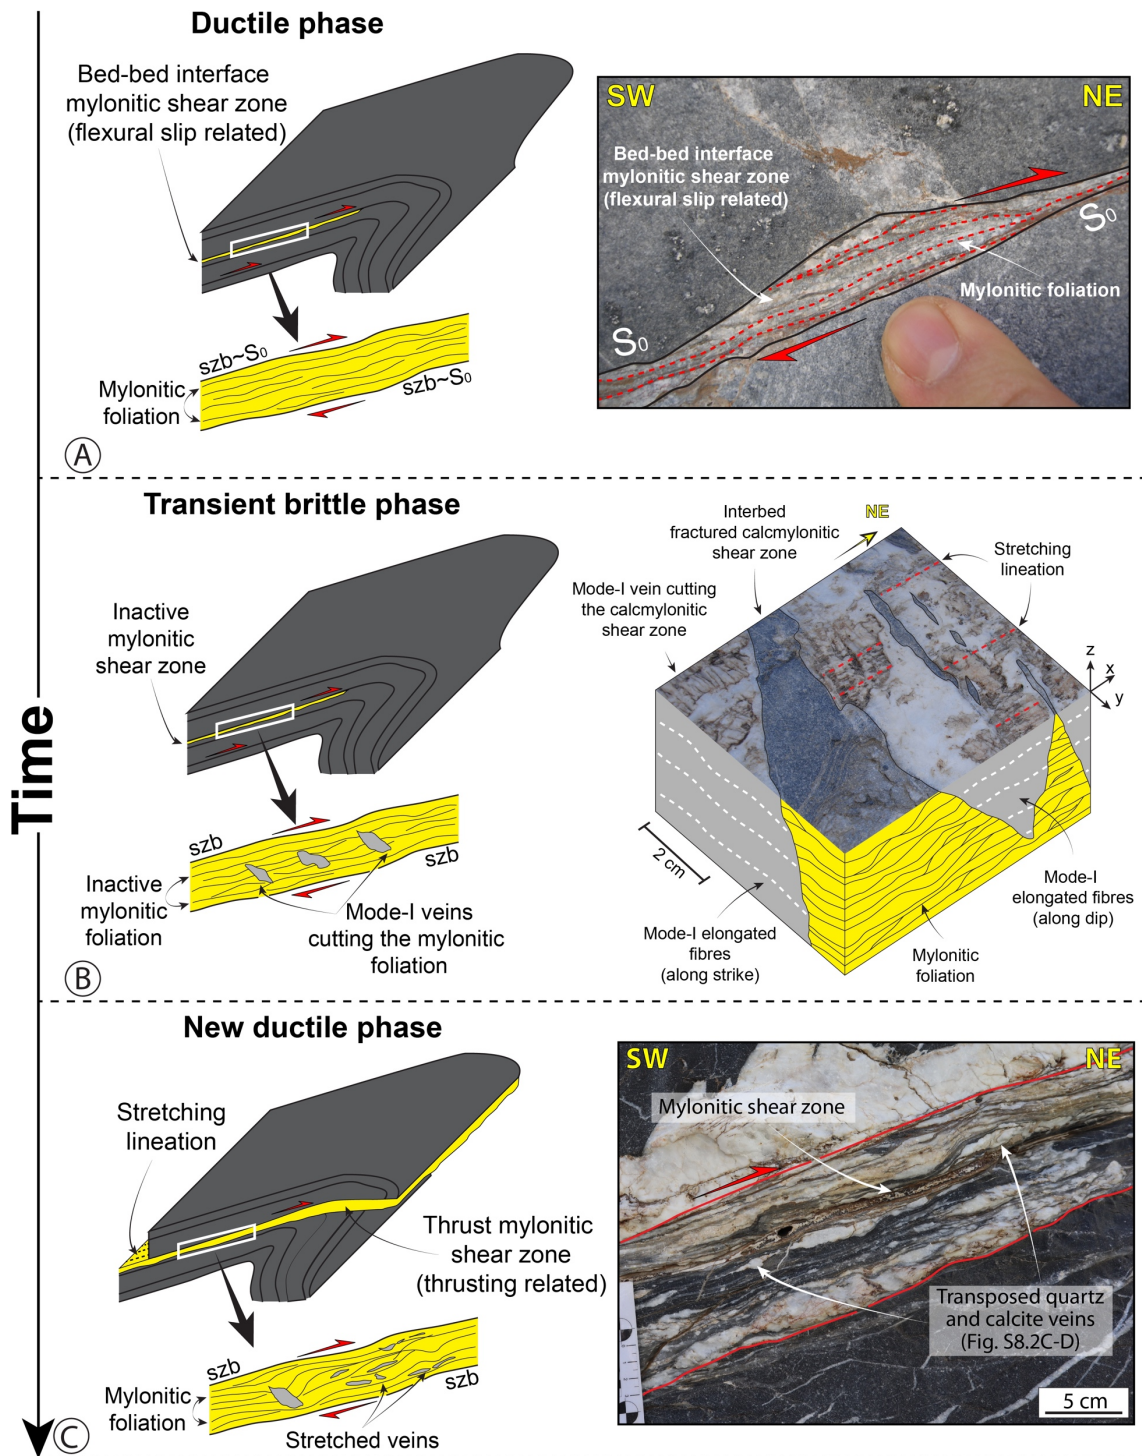 Time
Ductile phase
Bed-bed interface
mylonitic shear zone
(flexural slip related)
szb~S0
szb~S0
Mylonitic
foliation
A
SW
NE
Bed-bed interface
mylonitic shear zone
(flexural slip related)
S0
Mylonitic foliation
S0
Transient brittle phase
Inactive
mylonitic
shear zone
szb
szb
Inactive
mylonitic
foliation
Mode-I veins
cutting the mylonitic
foliation
B
Interbed
fractured calcmylonitic
shear zone
NE
Stretching
lineation
Mode-I vein cutting
the calcmylonitic
shear zone
z
x
y
2 cm
Mode-I elongated
fibres
(along strike)
Mylonitic
foliation
Mode-I
elongated fibres
(along dip)
New ductile phase
Stretching
lineation
Thrust mylonitic
shear zone
(thrusting related)
szb
szb
Mylonitic
foliation
Stretched veins
C
SW
NE
Mylonitic shear zone
Transposed quartz
and calcite veins
(Fig. S8.2C-D)
5 cm